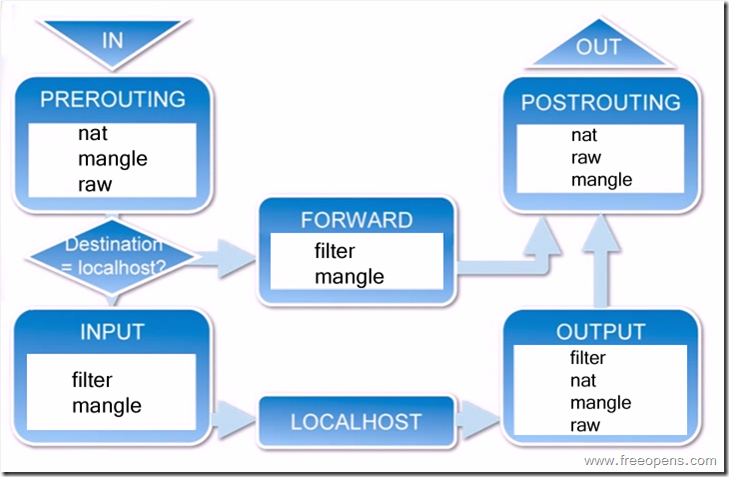 IN
PREROUTING
nat
mangle
raw
Destination
= localhost?
INPUT
filter
mangle
FORWARD
filter
mangle
LOCALHOST
OUT
POSTROUTING
nat
raw
mangle
OUTPUT
filter
nat
mangle
raw
www.freeopens.com